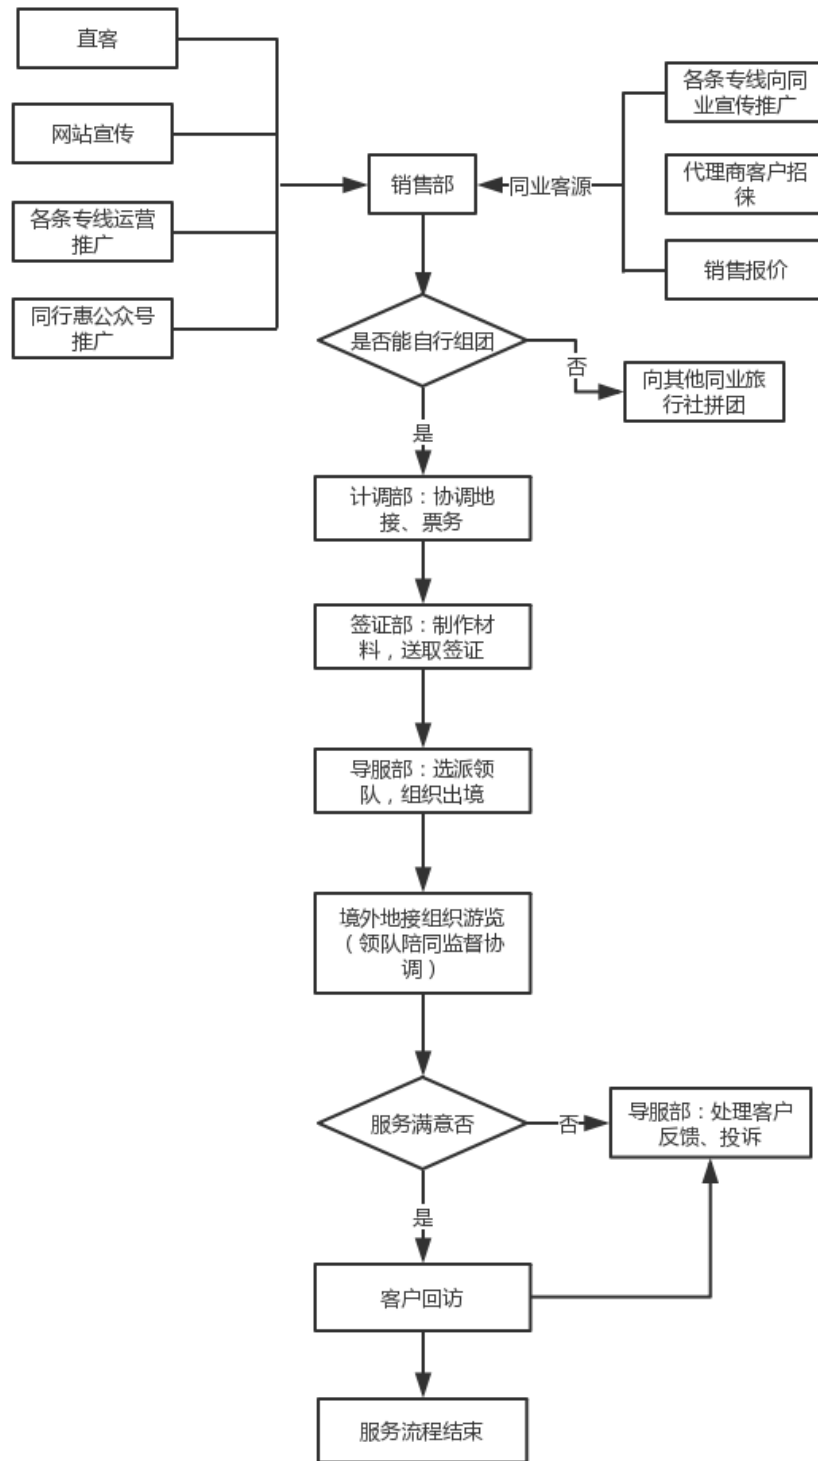 直客
网站宣传
各条专线运营
推广
同行惠公众号
推广
各条专线向同
业宣传推广
代理商客户招
徕
销售报价
同业客源
销售部
是否能自行组团
否
向其他同业旅
行社拼团
是
计调部：协调地
接、票务
签证部：制作材
料，送取签证
导服部：选派领
队，组织出境
境外地接组织游览
（领队陪同监督协
调）
服务满意否
否
导服部：处理客户
反馈、投诉
是
客户回访
服务流程结束